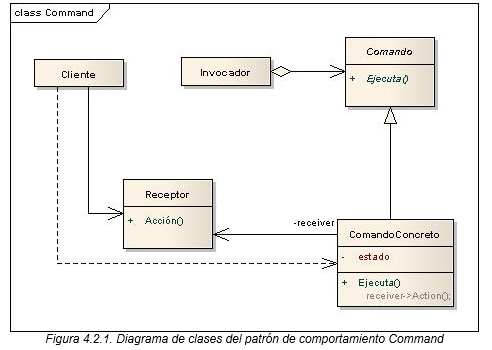 class Command
Cliente
Invocador
Comando
+ Ejecuta()
Receptor
+ Acción()
-receiver
ComandoConcreto
- estado
+ Ejecuta()
receiver->Action();
Figura 4.2.1. Diagrama de clases del patrón de comportamiento Command